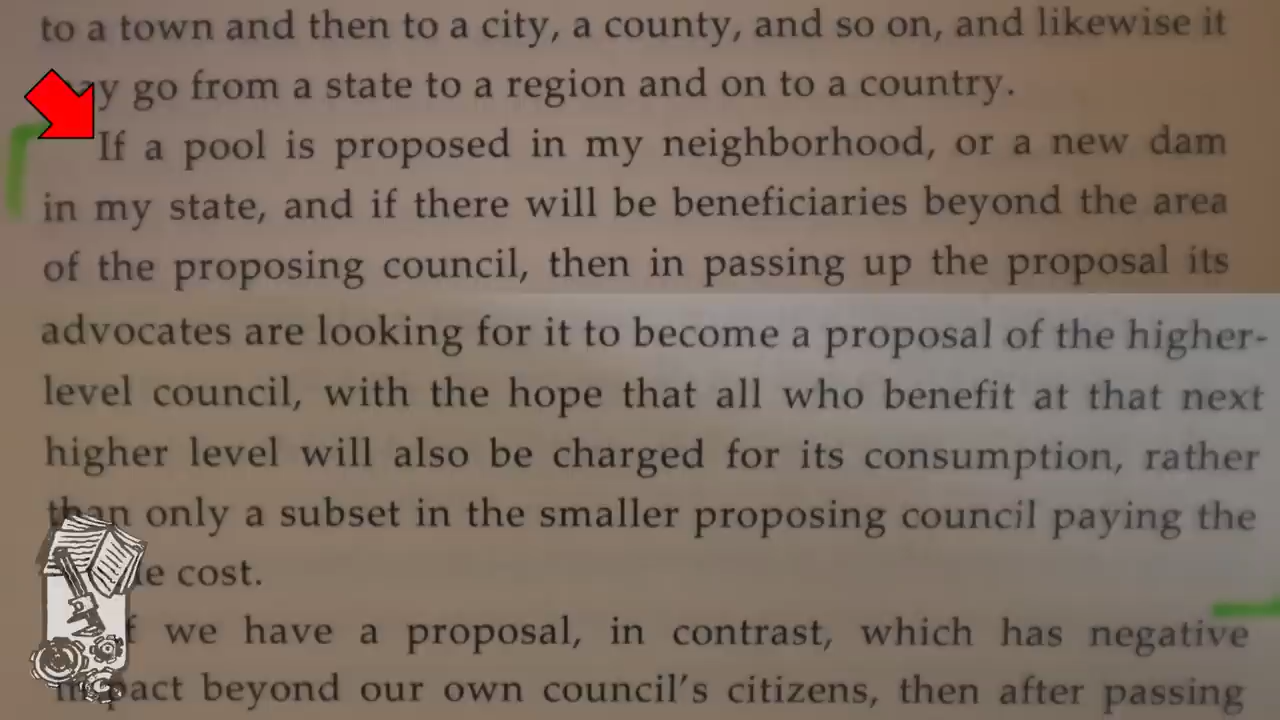 to a town and then to a city, a county, and so on, and likewise it
go from a state to a region and on to a country.
If a pool is proposed in my neighborhood, or a new dam
in my state, and if there will be beneficiaries beyond the area
of the proposing council, then in passing up the proposal its
advocates are looking for it to become a proposal of the higher-
level council, with the hope that all who benefit at that next
higher level will also be charged for its consumption, rather
than only a subset in the smaller proposing council paying the
cost.
we have a proposal, in contrast, which has negative
impact beyond our own council's citizens, then after passing